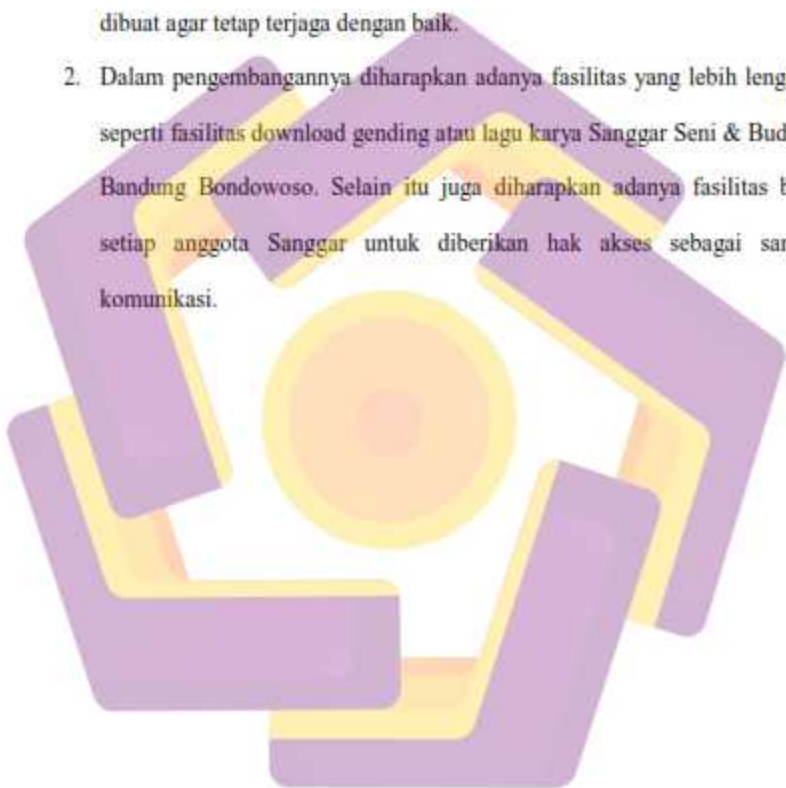 dibuat agar tetap terjaga dengan baik.
2. Dalam pengembangannya diharapkan adanya fasilitas yang lebih leng
seperti fasilitas download gending atau lagu karya Sanggar Seni & Bud
Bandung Bondowoso. Selain itu juga diharapkan adanya fasilitas b
setiap anggota Sanggar untuk diberikan hak akses sebagai sar
komunikasi.